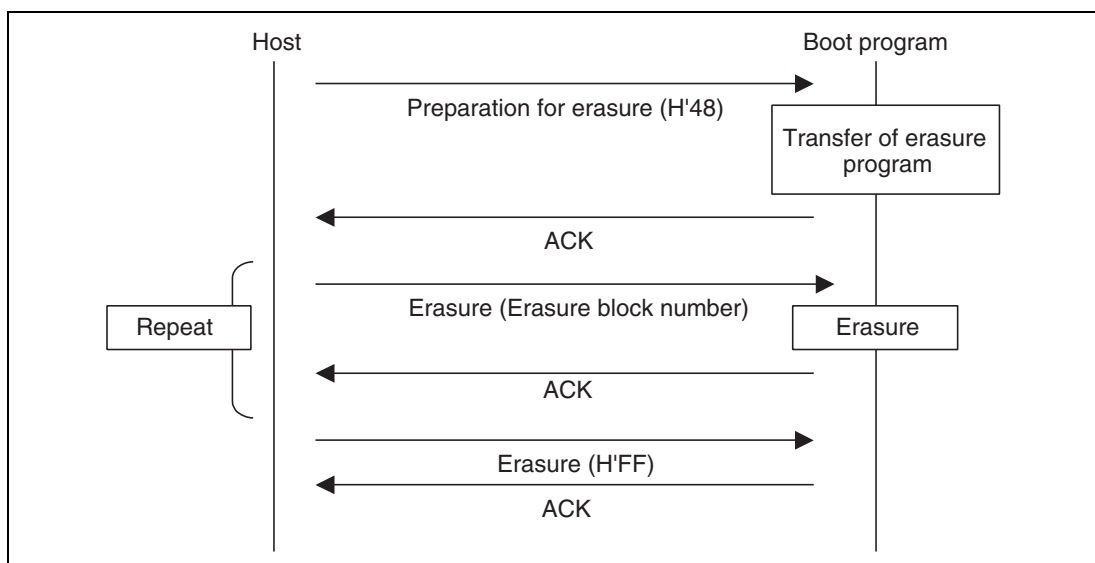 Host
Boot program
Preparation for erasure (H'48)
Transfer of erasure
program
ACK
Repeat
Erasure (Erasure block number)
Erasure
ACK
Erasure (H'FF)
ACK